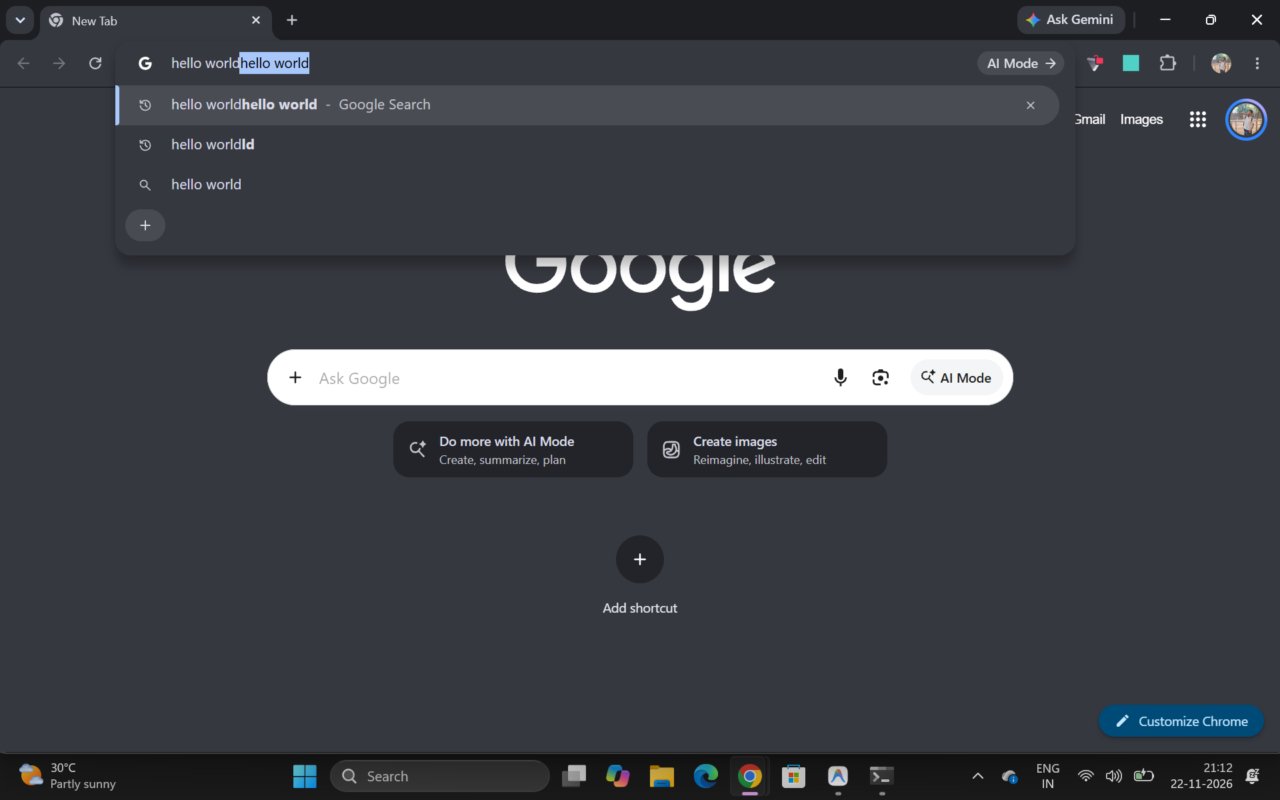 New Tab
Ask Gemini
hello worldhello world
AI Mode
hello worldhello world - Google Search
hello worldld
hello world
Gmail
Images
Google
Ask Google
AI Mode
Do more with AI Mode
Create, summarize, plan
Create images
Reimagine, illustrate, edit
Add shortcut
Customize Chrome
30°C
Partly sunny
Search
ENG
IN
21:12
22-11-2026